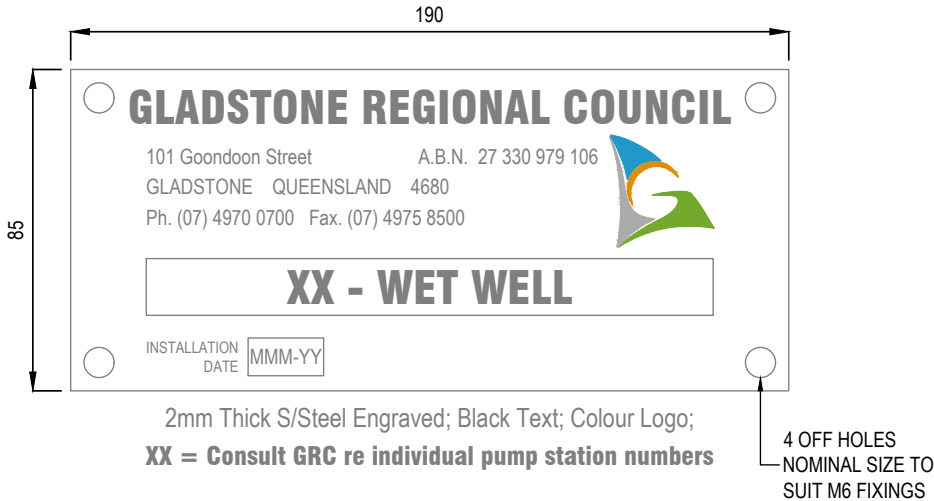 190
GLADSTONE REGIONAL COUNCIL
101 Goondoon Street A.B.N. 27 330 979 106
GLADSTONE QUEENSLAND 4680
Ph. (07) 4970 0700 Fax. (07) 4975 8500
85
XX - WET WELL
INSTALLATION
DATE
MMM-YY
2mm Thick S/Steel Engraved; Black Text; Colour Logo;
XX = Consult GRC re individual pump station numbers
4 OFF HOLES
NOMINAL SIZE TO
SUIT M6 FIXINGS